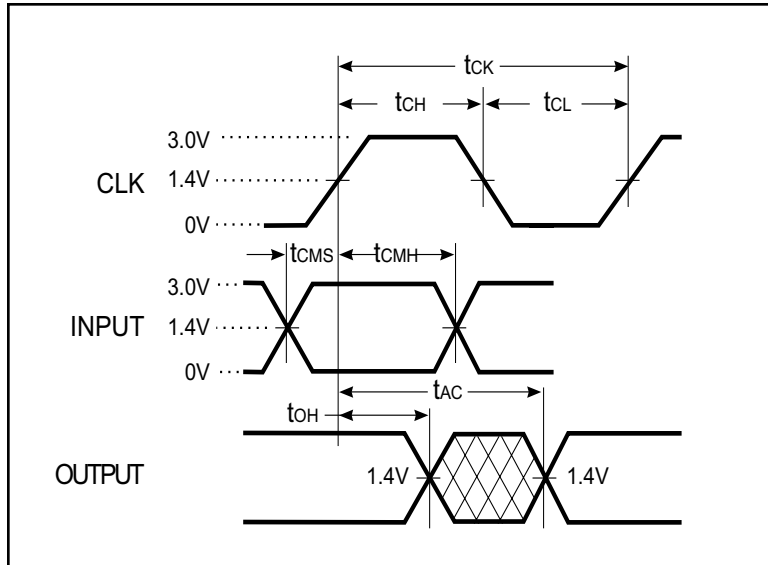 tCK
tCH tCL
3.0V
CLK 1.4V
0V
tCMS tCMH
3.0V
INPUT 1.4V
0V
tAC
tOH
OUTPUT 1.4V 1.4V